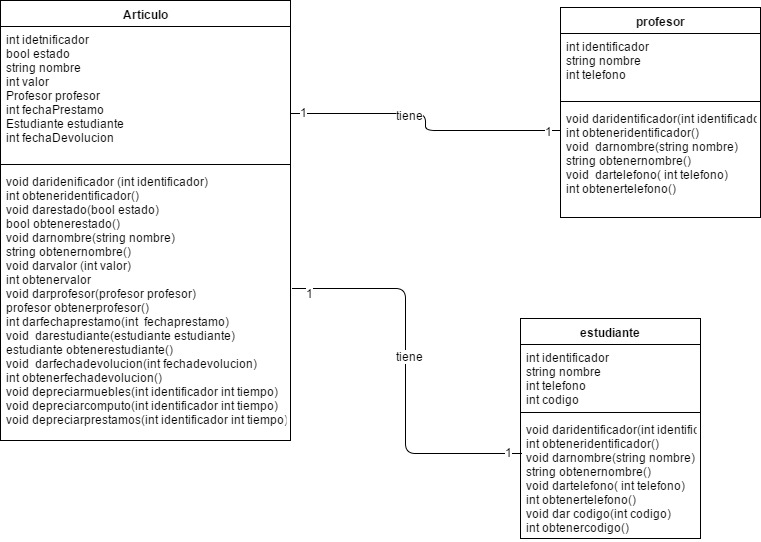 Articulo
int idetnificador
bool estado
string nombre
int valor
Profesor profesor
int fechaPrestamo
Estudiante estudiante
int fechaDevolucion
void daridenificador (int identificador)
int obteneridentificador()
void darestado(bool estado)
bool obtenerestado()
void darnombre(string nombre)
string obtenernombre()
void darvalor (int valor)
int obtenervalor
void darprofesor(profesor profesor)
profesor obtenerprofesor()
int darfechaprestamo(int fechaprestamo)
void darestudiante(estudiante estudiante)
estudiante obtenerestudiante()
void darfechadevolucion(int fechadevolucion)
int obtenerfechadevolucion()
void depreciarmuebles(int identificador int tiempo)
void depreciarcomputo(int identificador int tiempo)
void depreciarprestamos(int identificador int tiempo)
1
tiene
1
profesor
int identificador
string nombre
int telefono
void daridentificador(int identificado
int obteneridentificador()
void darnombre(string nombre)
string obtenernombre()
void dartelefono( int telefono)
int obtenertelefono()
1
tiene
1
estudiante
int identificador
string nombre
int telefono
int codigo
void daridentificador(int identific
int obteneridentificador()
void darnombre(string nombre)
string obtenernombre()
void dartelefono( int telefono)
int obtenertelefono()
void dar codigo(int codigo)
int obtenercodigo()